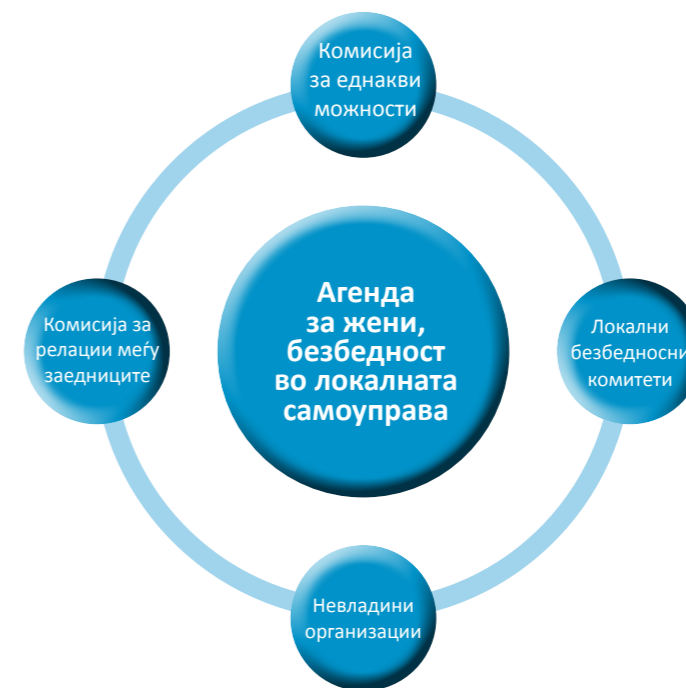 Комисија
за еднакви
можности
Агенда
за жени,
безбедност
во локалната
самоуправа
Комисија за
релации меѓу
заедниците
Локални
безбедносни
комитети
Невладини
организации